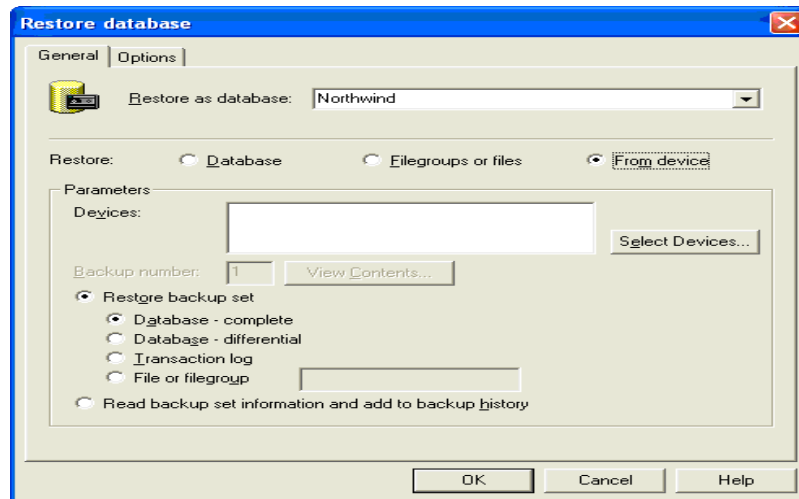 Restore database
General Options
Restore as database: Northwind
Restore: Database Filegroups or files From device
Parameters
Devices:
Select Devices...
Backup number: 1 View Contents...
Restore backup set
Database - complete
Database - differential
Transaction log
File or filegroup
Read backup set information and add to backup history
OK Cancel Help